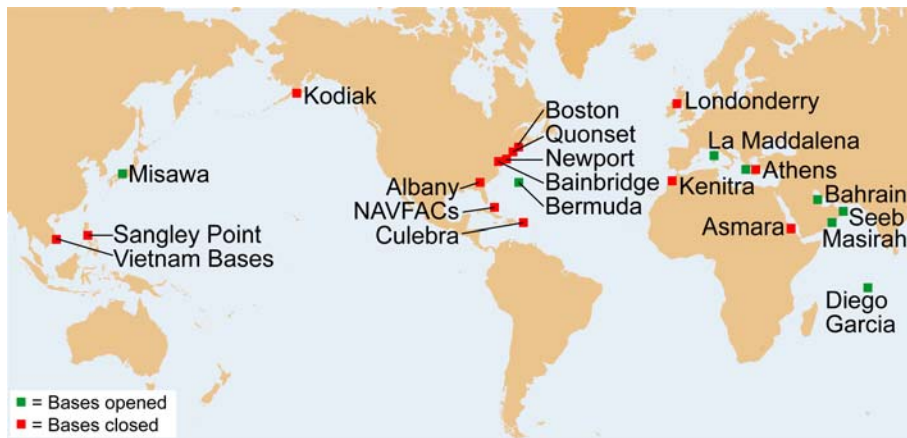 Kodiak
Boston
Londonderry
Quonset
La Maddalena
Newport
Misawa
Athens
Albany
Bainbridge
Kenitra
Bahrain
NAVFACs
Bermuda
Seeb
Sangley Point
Culebra
Asmara
Masirah
Vietnam Bases
Diego
Garcia
= Bases opened
= Bases closed